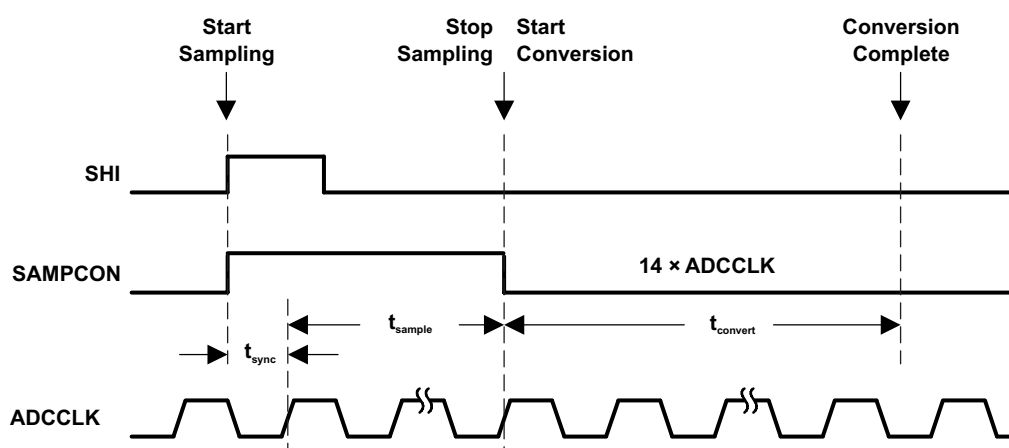 Start
Sampling
Stop
Sampling
Start
Conversion
Conversion
Complete
SHI
SAMPCON
14 × ADCCLK
tsample
tconvert
tsync
ADCCLK